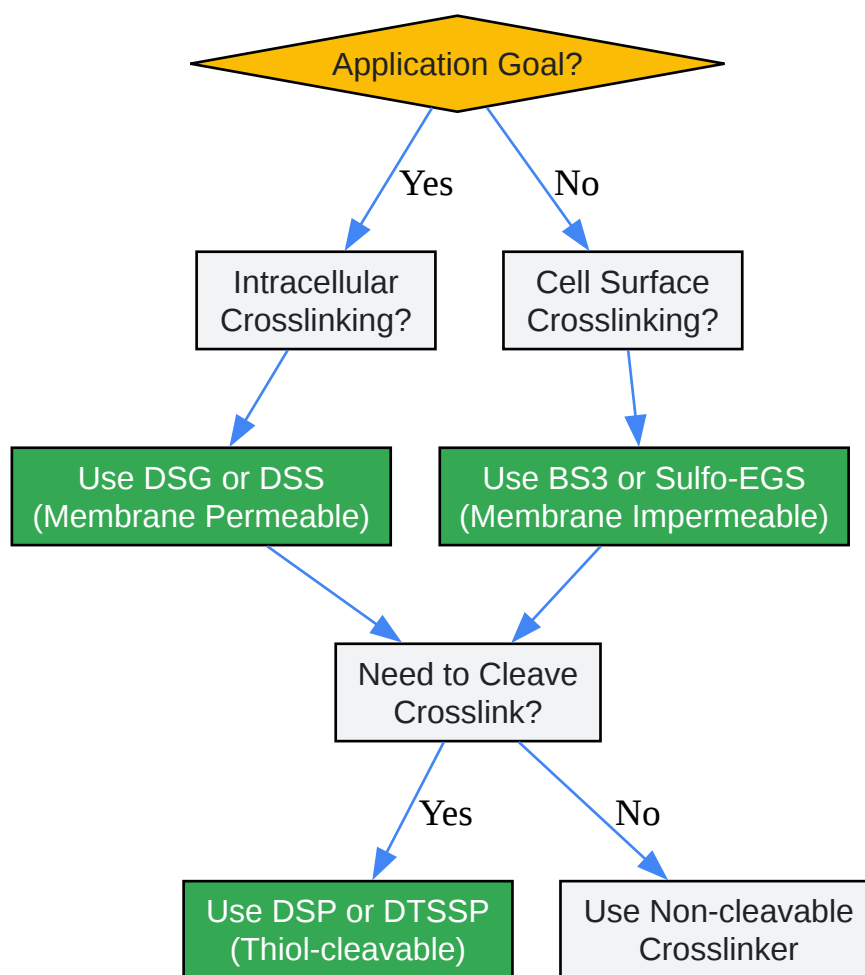 Application Goal?
Yes
No
Intracellular
Crosslinking?
Cell Surface
Crosslinking?
Use DSG or DSS
(Membrane Permeable)
Use BS3 or Sulfo-EGS
(Membrane Impermeable)
Need to Cleave
Crosslink?
Yes
No
Use DSP or DTSSP
(Thiol-cleavable)
Use Non-cleavable
Crosslinker